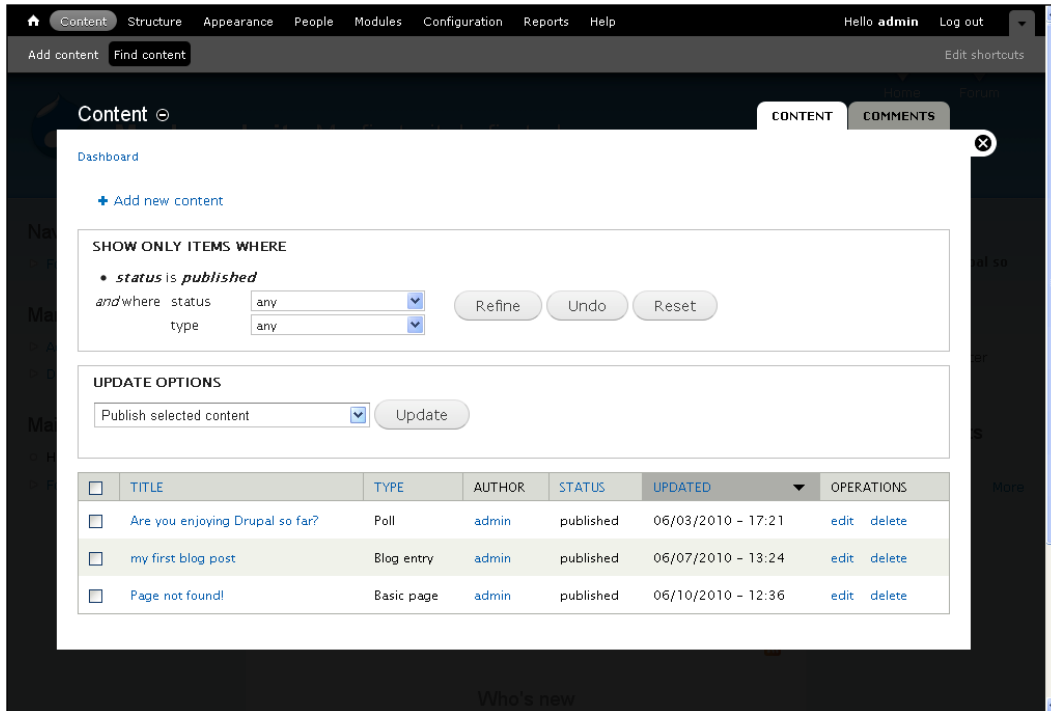 Content Structure Appearance People Modules Configuration Reports Help Hello admin Log out
Add content Find content Edit shortcuts
Home Forum
Content CONTENT COMMENTS
Dashboard
Add new content
SHOW ONLY ITEMS WHERE
status is published
and where status any Refine Undo Reset
type any
UPDATE OPTIONS
Publish selected content Update
TITLE TYPE AUTHOR STATUS UPDATED OPERATIONS
Are you enjoying Drupal so far? Poll admin published 06/03/2010 – 17:21 edit delete
my first blog post Blog entry admin published 06/07/2010 – 13:24 edit delete
Page not found! Basic page admin published 06/10/2010 – 12:36 edit delete
More
Who's new